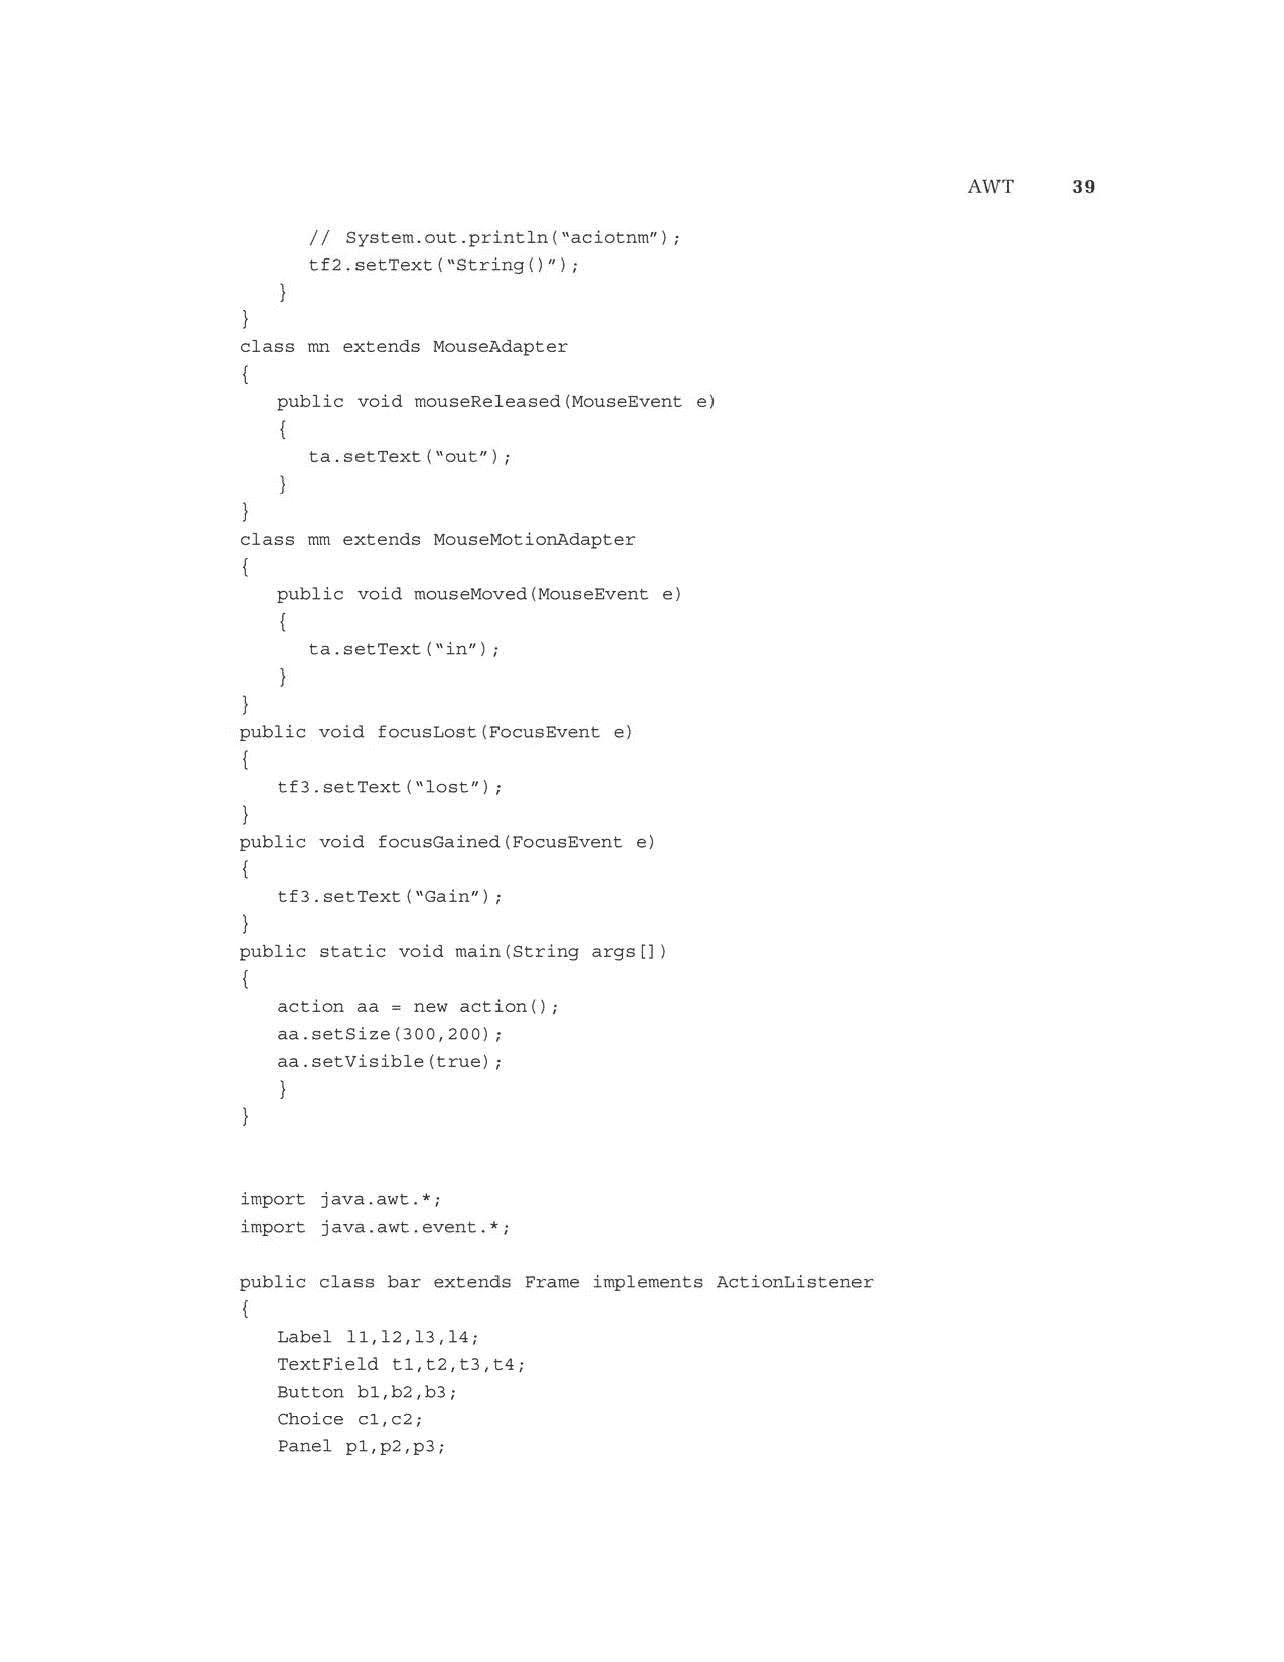 AWT 39
// System.out.println(“aciotnm”);
tf2.setText(“String()”);
}
}
class mn extends MouseAdapter
{
public void mouseReleased(MouseEvent e)
{
ta.setText(“out”);
}
}
class mm extends MouseMotionAdapter
{
public void mouseMoved(MouseEvent e)
{
ta.setText(“in”);
}
}
public void focusLost(FocusEvent e)
{
tf3.setText(“lost”);
}
public void focusGained(FocusEvent e)
{
tf3.setText(“Gain”);
}
public static void main(String args[])
{
action aa = new action();
aa.setSize(300,200);
aa.setVisible(true);
}
}
import java.awt.*;
import java.awt.event.*;
public class bar extends Frame implements ActionListener
{
Label l1,l2,l3,l4;
TextField t1,t2,t3,t4;
Button b1,b2,b3;
Choice c1,c2;
Panel p1,p2,p3;